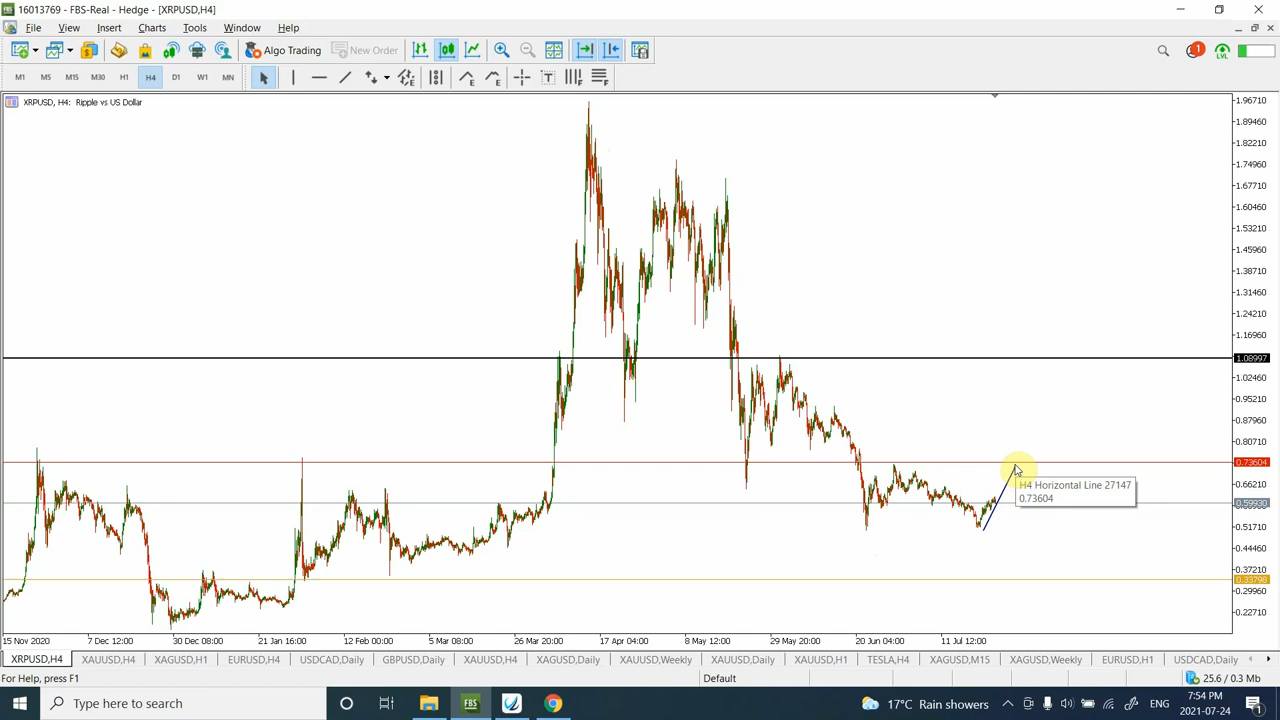 16013769 - FBS-Real - Hedge - [XRPUSD,H4]
File View Insert Charts Tools Window Help
Algo Trading New Order 1 LVL
M1 M5 M15 M30 H1 H4 D1 W1 MN T F F
XRPUSD, H4: Ripple vs US Dollar
1.96710
1.89460
1.82210
1.74960
1.67710
1.60460
1.53210
1.45960
1.38710
1.31460
1.24210
1.16960
1.08997
1.02460
0.95210
0.87960
0.80710
0.73604
0.66210
H4 Horizontal Line 27147
0.73604
0.51710
0.44460
0.37210
0.33798
0.29960
0.22710
15 Nov 2020 7 Dec 12:00 30 Dec 08:00 21 Jan 16:00 12 Feb 00:00 5 Mar 08:00 26 Mar 20:00 17 Apr 04:00 8 May 12:00 29 May 20:00 20 Jun 04:00 11 Jul 12:00
XRPUSD,H4 XAUUSD,H4 XAGUSD,H1 EURUSD,H4 USDCAD,Daily GBPUSD,Daily XAUUSD,H4 XAGUSD,Daily XAUUSD,Weekly XAUUSD,Daily XAUUSD,H1 TESLA,H4 XAGUSD,M15 XAGUSD,Weekly EURUSD,H1 USDCAD,Daily
For Help, press F1 Default 25.6 / 0.3 Mb
Type here to search FBS 17°C Rain showers ENG 7:54 PM
2021-07-24 1